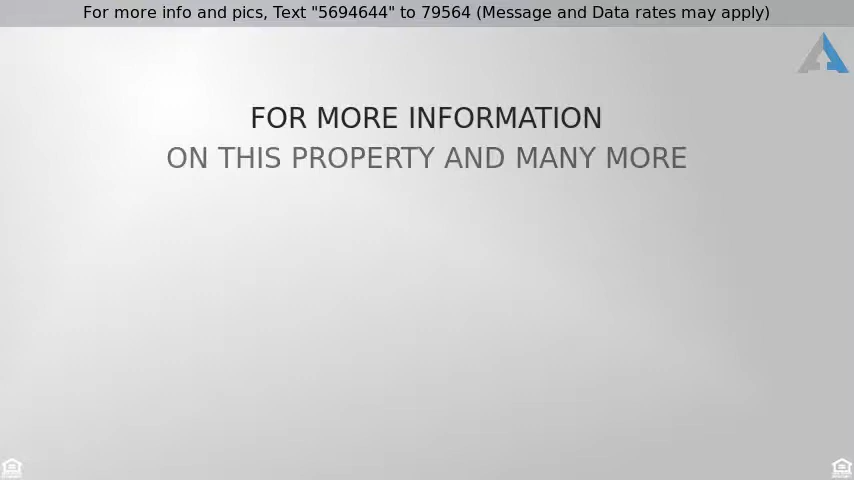 For more info and pics, Text "5694644" to 79564 (Message and Data rates may apply)
FOR MORE INFORMATION
ON THIS PROPERTY AND MANY MORE